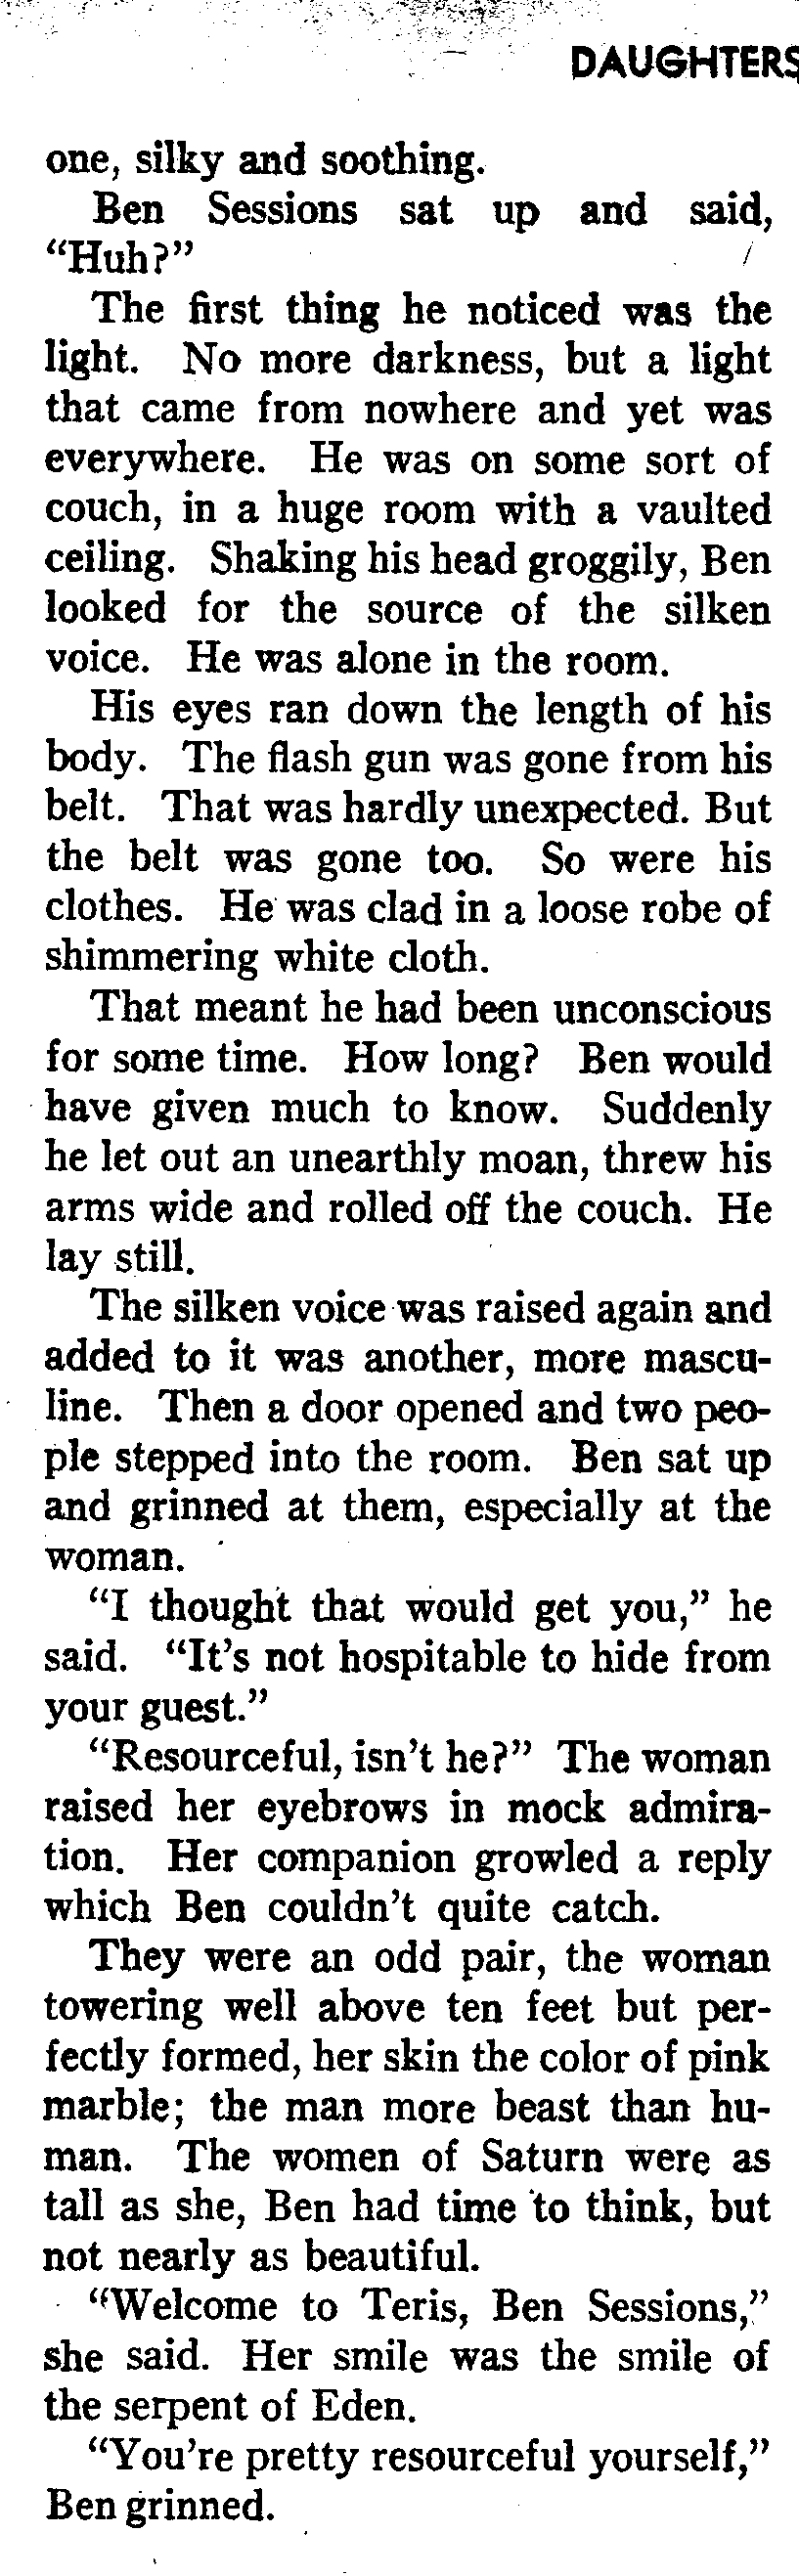 DAUGHTERS
one, silky and soothing.
Ben Sessions sat up and said,
“Huh?”
The first thing he noticed was the
light. No more darkness, but a light
that came from nowhere and yet was
everywhere. He was on some sort of
couch, in a huge room with a vaulted
ceiling. Shaking his head groggily, Ben
looked for the source of the silken
voice. He was alone in the room.
His eyes ran down the length of his
body. The flash gun was gone from his
belt. That was hardly unexpected. But
the belt was gone too. So were his
clothes. He was clad in a loose robe of
shimmering white cloth.
That meant he had been unconscious
for some time. How long? Ben would
have given much to know. Suddenly
he let out an unearthly moan, threw his
arms wide and rolled off the couch. He
lay still.
The silken voice was raised again and
added to it was another, more mascu-
line. Then a door opened and two peo-
ple stepped into the room. Ben sat up
and grinned at them, especially at the
woman.
“I thought that would get you,” he
said. “It’s not hospitable to hide from
your guest.”
“Resourceful, isn’t he?” The woman
raised her eyebrows in mock admira-
tion. Her companion growled a reply
which Ben couldn’t quite catch.
They were an odd pair, the woman
towering well above ten feet but per-
fectly formed, her skin the color of pink
marble; the man more beast than hu-
man. The women of Saturn were as
tall as she, Ben had time to think, but
not nearly as beautiful.
“Welcome to Teris, Ben Sessions,”
she said. Her smile was the smile of
the serpent of Eden.
“You’re pretty resourceful yourself,”
Ben grinned.